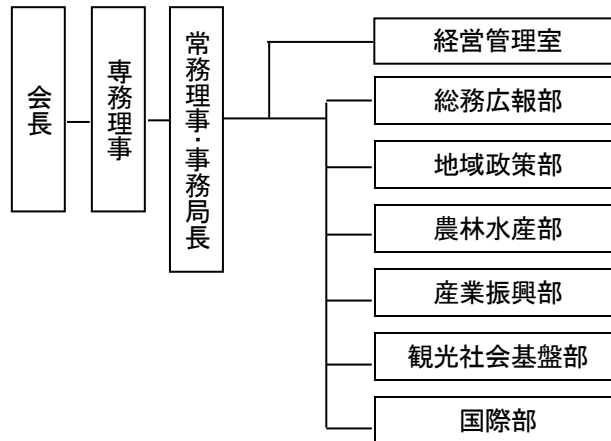 会長
専務理事
常務理事・事務局長
経営管理室
総務広報部
地域政策部
農林水産部
産業振興部
観光社会基盤部
国際部